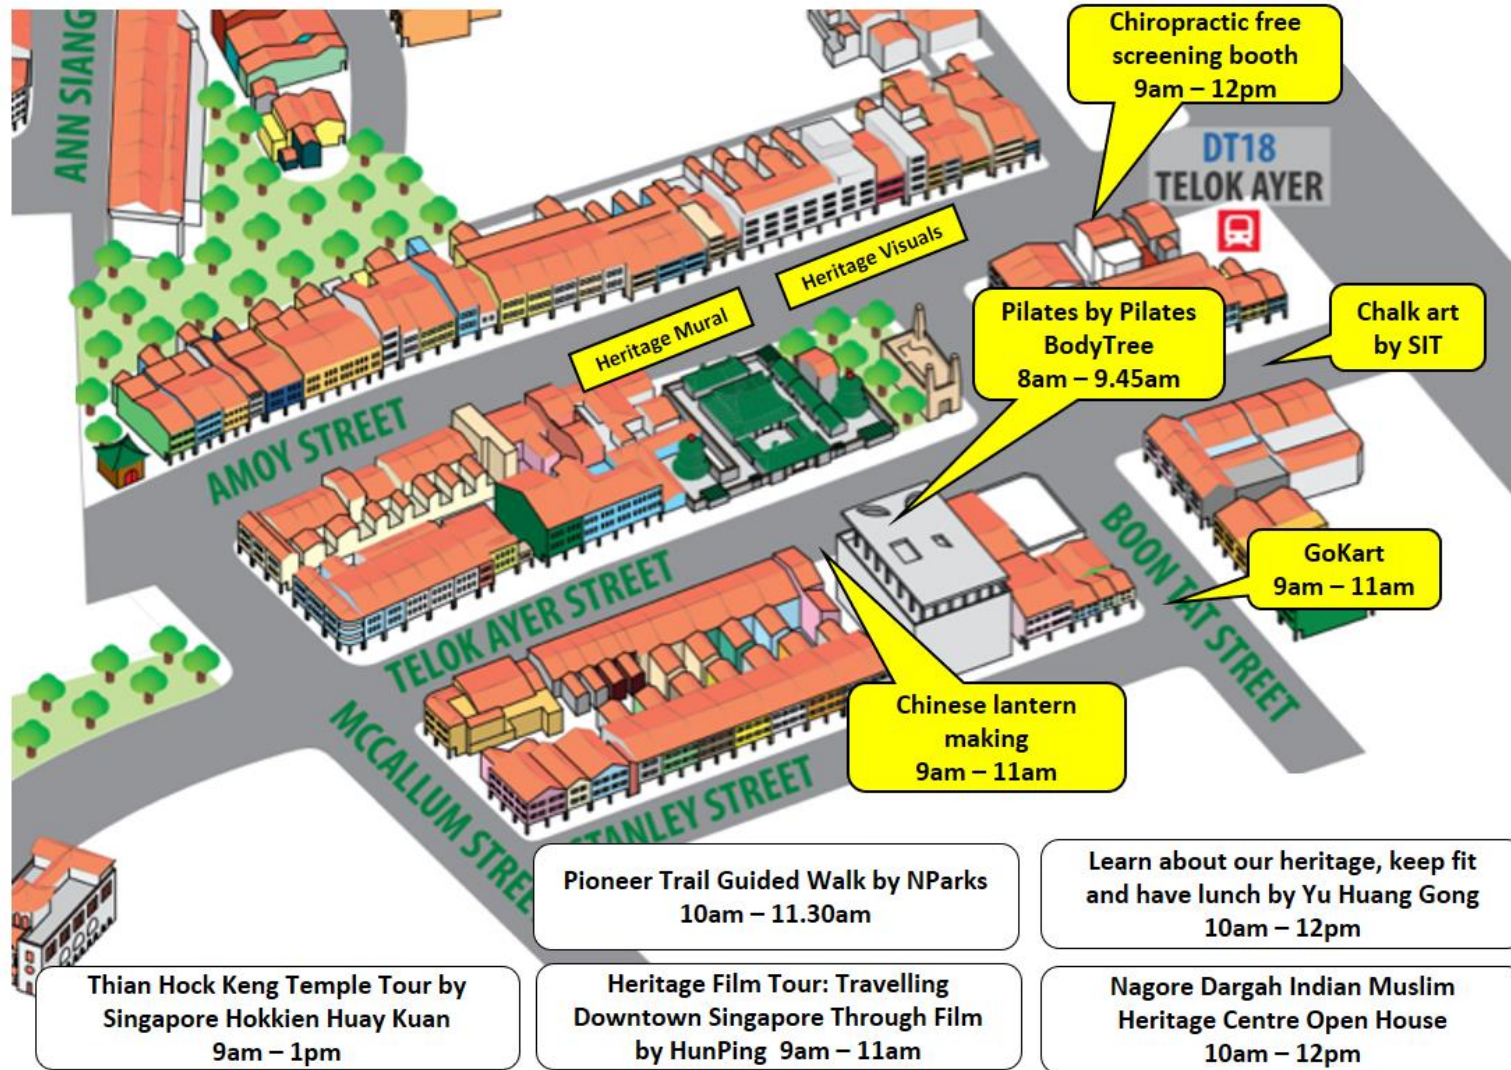 Chiropractic free
screening booth
9am – 12pm
ANN SIANG
DT18
TELOK AYER
Heritage Visuals
Heritage Mural
Pilates by Pilates
BodyTree
8am – 9.45am
Chalk art
by SIT
AMOY STREET
TELOK AYER STREET
BOON TAT STREET
GoKart
9am – 11am
Chinese lantern
making
9am – 11am
MCCALLUM STREET
STANLEY STREET
Pioneer Trail Guided Walk by NParks
10am – 11.30am
Learn about our heritage, keep fit
and have lunch by Yu Huang Gong
10am – 12pm
Thian Hock Keng Temple Tour by
Singapore Hokkien Huay Kuan
9am – 1pm
Heritage Film Tour: Travelling
Downtown Singapore Through Film
by HunPing 9am – 11am
Nagore Dargah Indian Muslim
Heritage Centre Open House
10am – 12pm